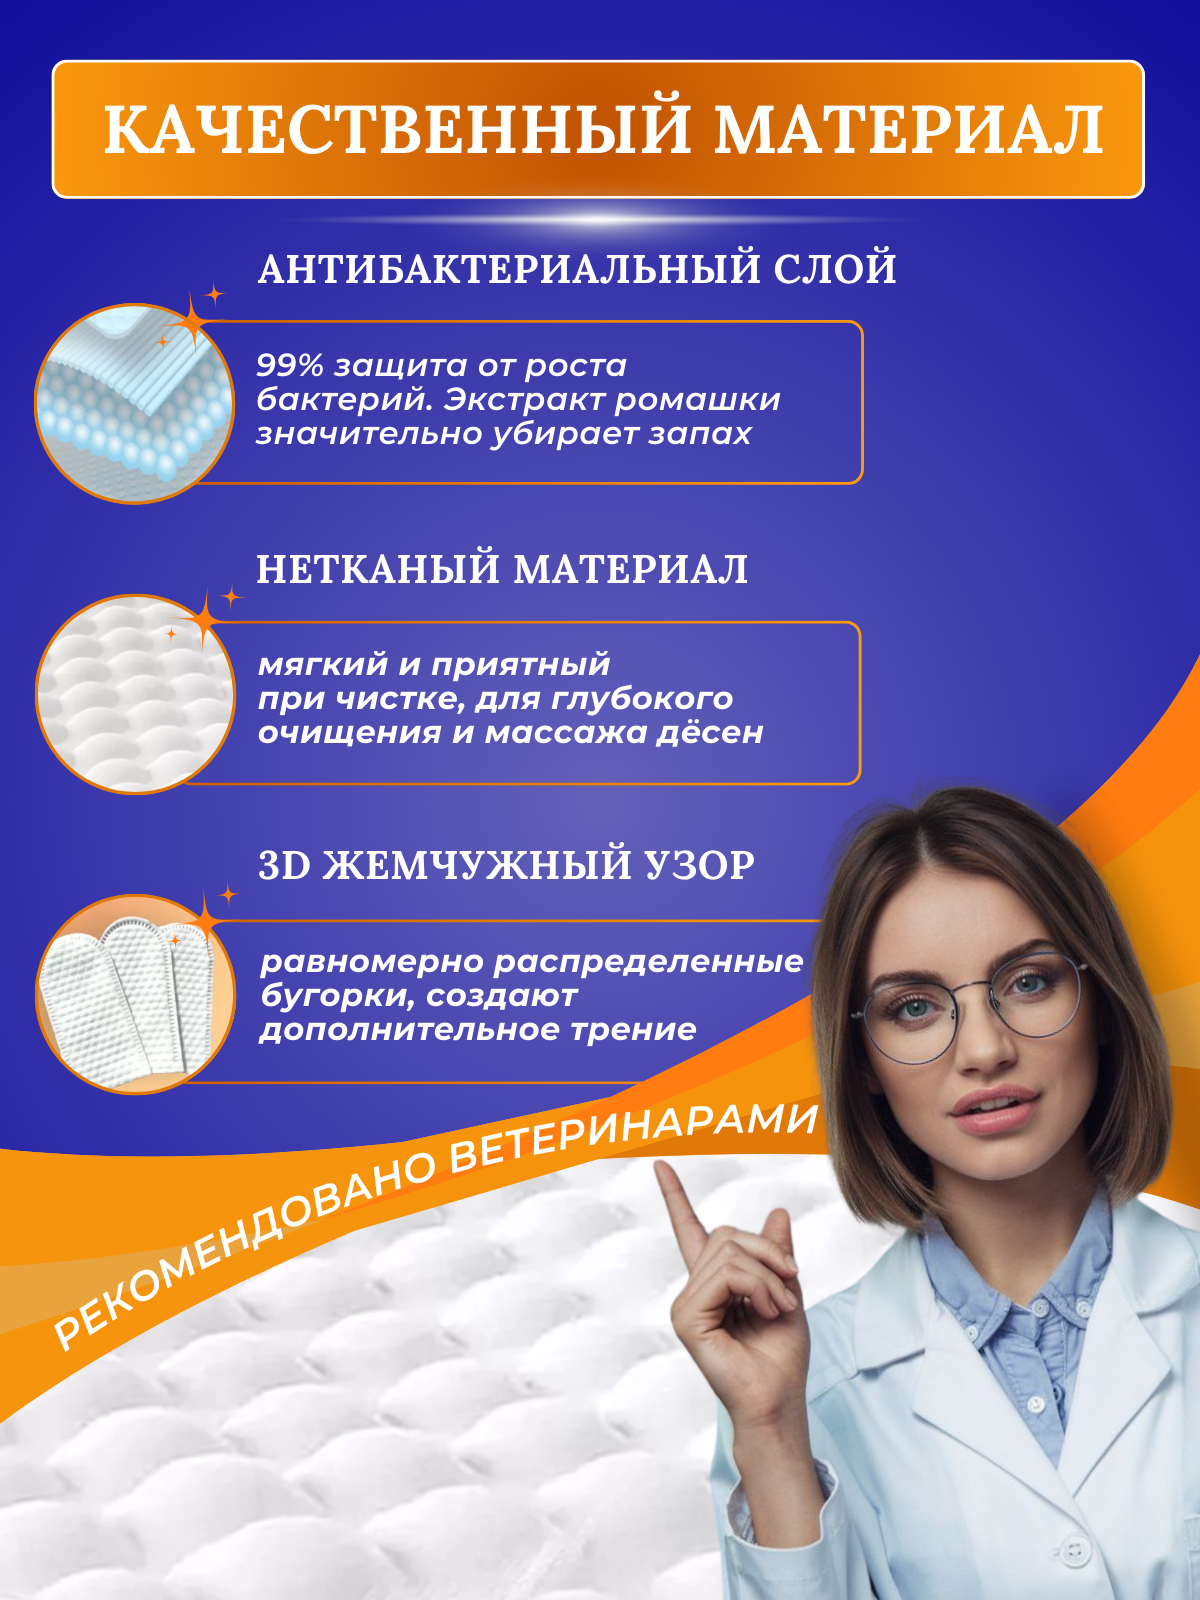 КАЧЕСТВЕННЫЙ МАТЕРИАЛ
АНТИБАКТЕРИАЛЬНЫЙ СЛОЙ
99% защита от роста
бактерий. Экстракт ромашки
значительно убирает запах
НЕТКАНЫЙ МАТЕРИАЛ
мягкий и приятный
при чистке, для глубокого
очищения и массажа дёсен
3D ЖЕМЧУЖНЫЙ УЗОР
равномерно распределенные
бугорки, создают
дополнительное трение
РЕКОМЕНДОВАНО ВЕТЕРИНАРАМИ